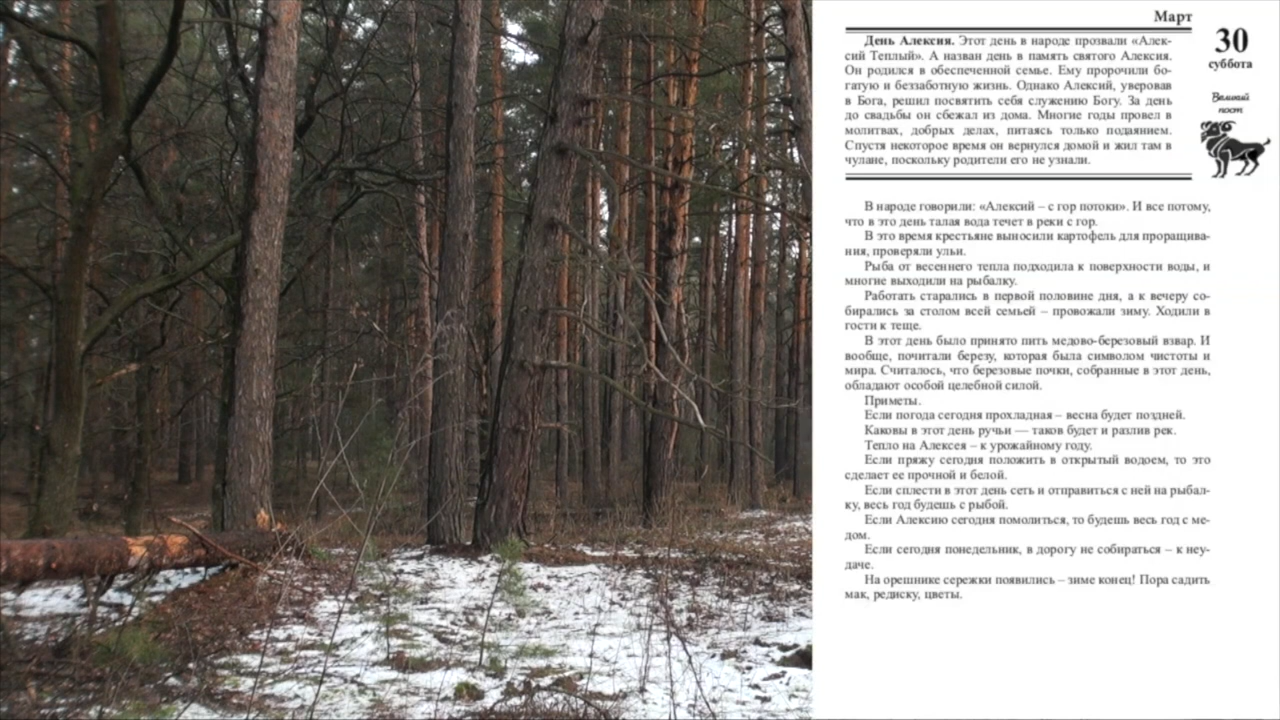 Март
30
суббота
Великий
пост
День Алексия. Этот день в народе прозвали «Алек-
сий Теплый». А назван день в память святого Алексия.
Он родился в обеспеченной семье. Ему пророчили бо-
гатую и беззаботную жизнь. Однако Алексий, уверовав
в Бога, решил посвятить себя служению Богу. За день
до свадьбы он сбежал из дома. Многие годы провел в
молитвах, добрых делах, питаясь только подаянием.
Спустя некоторое время он вернулся домой и жил там в
чулане, поскольку родители его не узнали.
В народе говорили: «Алексий – с гор потоки». И все потому,
что в это день талая вода течет в реки с гор.
В это время крестьяне выносили картофель для проращива-
ния, проверяли ульи.
Рыба от весеннего тепла подходила к поверхности воды, и
многие выходили на рыбалку.
Работать старались в первой половине дня, а к вечеру со-
бирались за столом всей семьей – провожали зиму. Ходили в
гости к теще.
В этот день было принято пить медово-березовый взвар. И
вообще, почитали березу, которая была символом чистоты и
мира. Считалось, что березовые почки, собранные в этот день,
обладают особой целебной силой.
Приметы.
Если погода сегодня прохладная – весна будет поздней.
Каковы в этот день ручьи — таков будет и разлив рек.
Тепло на Алексея – к урожайному году.
Если пряжу сегодня положить в открытый водоем, то это
сделает ее прочной и белой.
Если сплести в этот день сеть и отправиться с ней на рыбал-
ку, весь год будешь с рыбой.
Если Алексию сегодня помолиться, то будешь весь год с ме-
дом.
Если сегодня понедельник, в дорогу не собираться – к неу-
даче.
На орешнике сережки появились – зиме конец! Пора садить
мак, редиску, цветы.